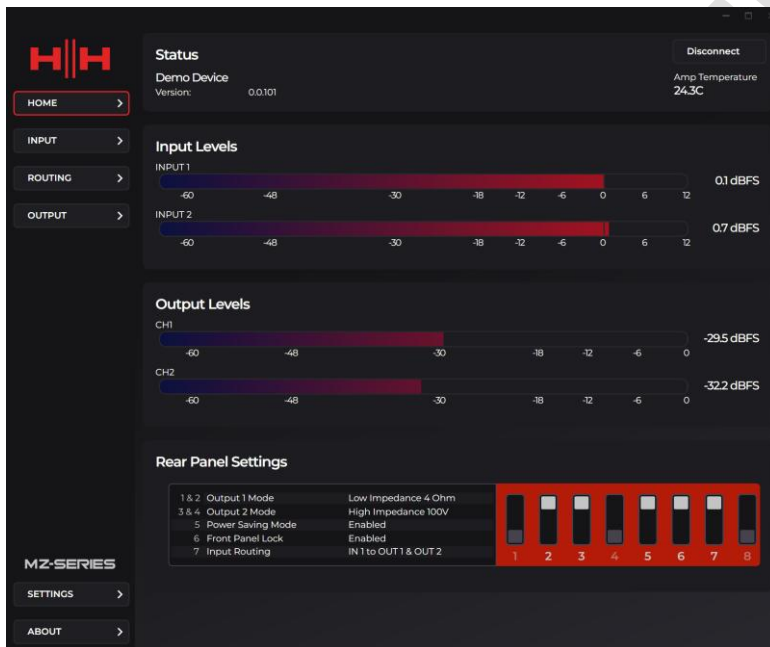 H||H
HOME
INPUT
ROUTING
OUTPUT
MZ-SERIES
SETTINGS
ABOUT
Status
Disconnect
Demo Device
Version: 0.0.101
Amp Temperature
24.3C
Input Levels
INPUT 1
0.1 dBFS
-60 -48 -30 -18 -12 -6 0 6 12
INPUT 2
0.7 dBFS
-60 -48 -30 -18 -12 -6 0 6 12
Output Levels
CH1
-29.5 dBFS
-60 -48 -30 -18 -12 -6 0
CH2
-32.2 dBFS
-60 -48 -30 -18 -12 -6 0
Rear Panel Settings
1 & 2 Output 1 Mode Low Impedance 4 Ohm
3 & 4 Output 2 Mode High Impedance 100V
5 Power Saving Mode Enabled
6 Front Panel Lock Enabled
7 Input Routing IN 1 to OUT 1 & OUT 2
1 2 3 4 5 6 7 8